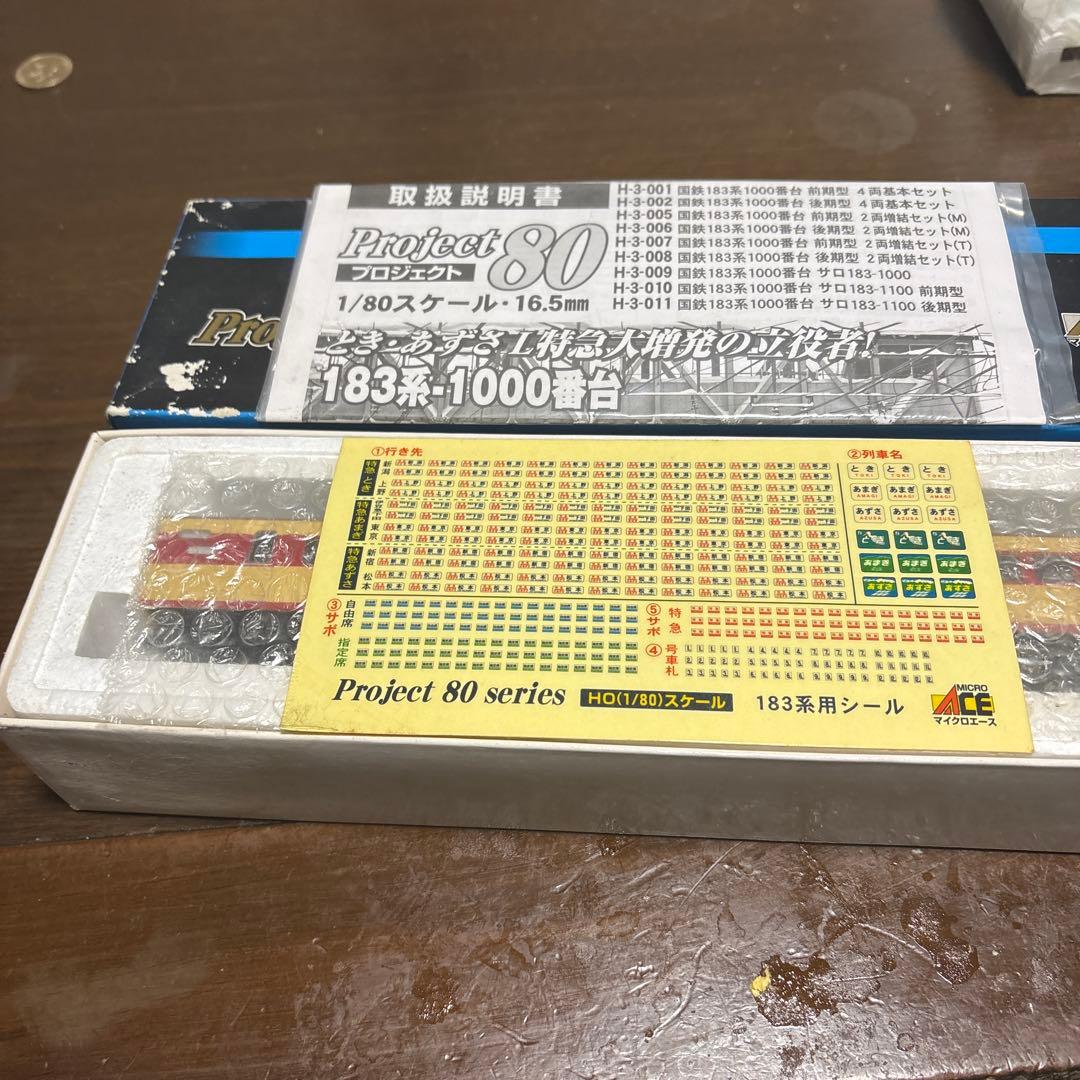 取扱説明書
Project 80
プロジェクト
1/80スケール・16.5mm
H-3-001 国鉄183系1000番台 前期型 4両基本セット
H-3-002 国鉄183系1000番台 後期型 4両基本セット
H-3-005 国鉄183系1000番台 前期型 2両増結セット(M)
H-3-006 国鉄183系1000番台 後期型 2両増結セット(M)
H-3-007 国鉄183系1000番台 前期型 2両増結セット(T)
H-3-008 国鉄183系1000番台 後期型 2両増結セット(T)
H-3-009 国鉄183系1000番台 サロ183-1000
H-3-010 国鉄183系1000番台 サロ183-1100 前期型
H-3-011 国鉄183系1000番台 サロ183-1100 後期型
とき・あずさ L特急大増発の立役者!
183系-1000番台
Pro
①行き先
特急とき
新潟
上野
特急あまぎ
東京
特急あずさ
新宿
松本
②列車名
とき とき とき
TOKI TOKI TOKI
あまぎ あまぎ あまぎ
AMAGI AMAGI AMAGI
あずさ あずさ あずさ
AZUSA AZUSA AZUSA
③サボ
自由席
指定席
⑤サボ
特急
④号車札
Project 80 series
HO(1/80)スケール
183系用シール
MICRO
ACE
マイクロエース